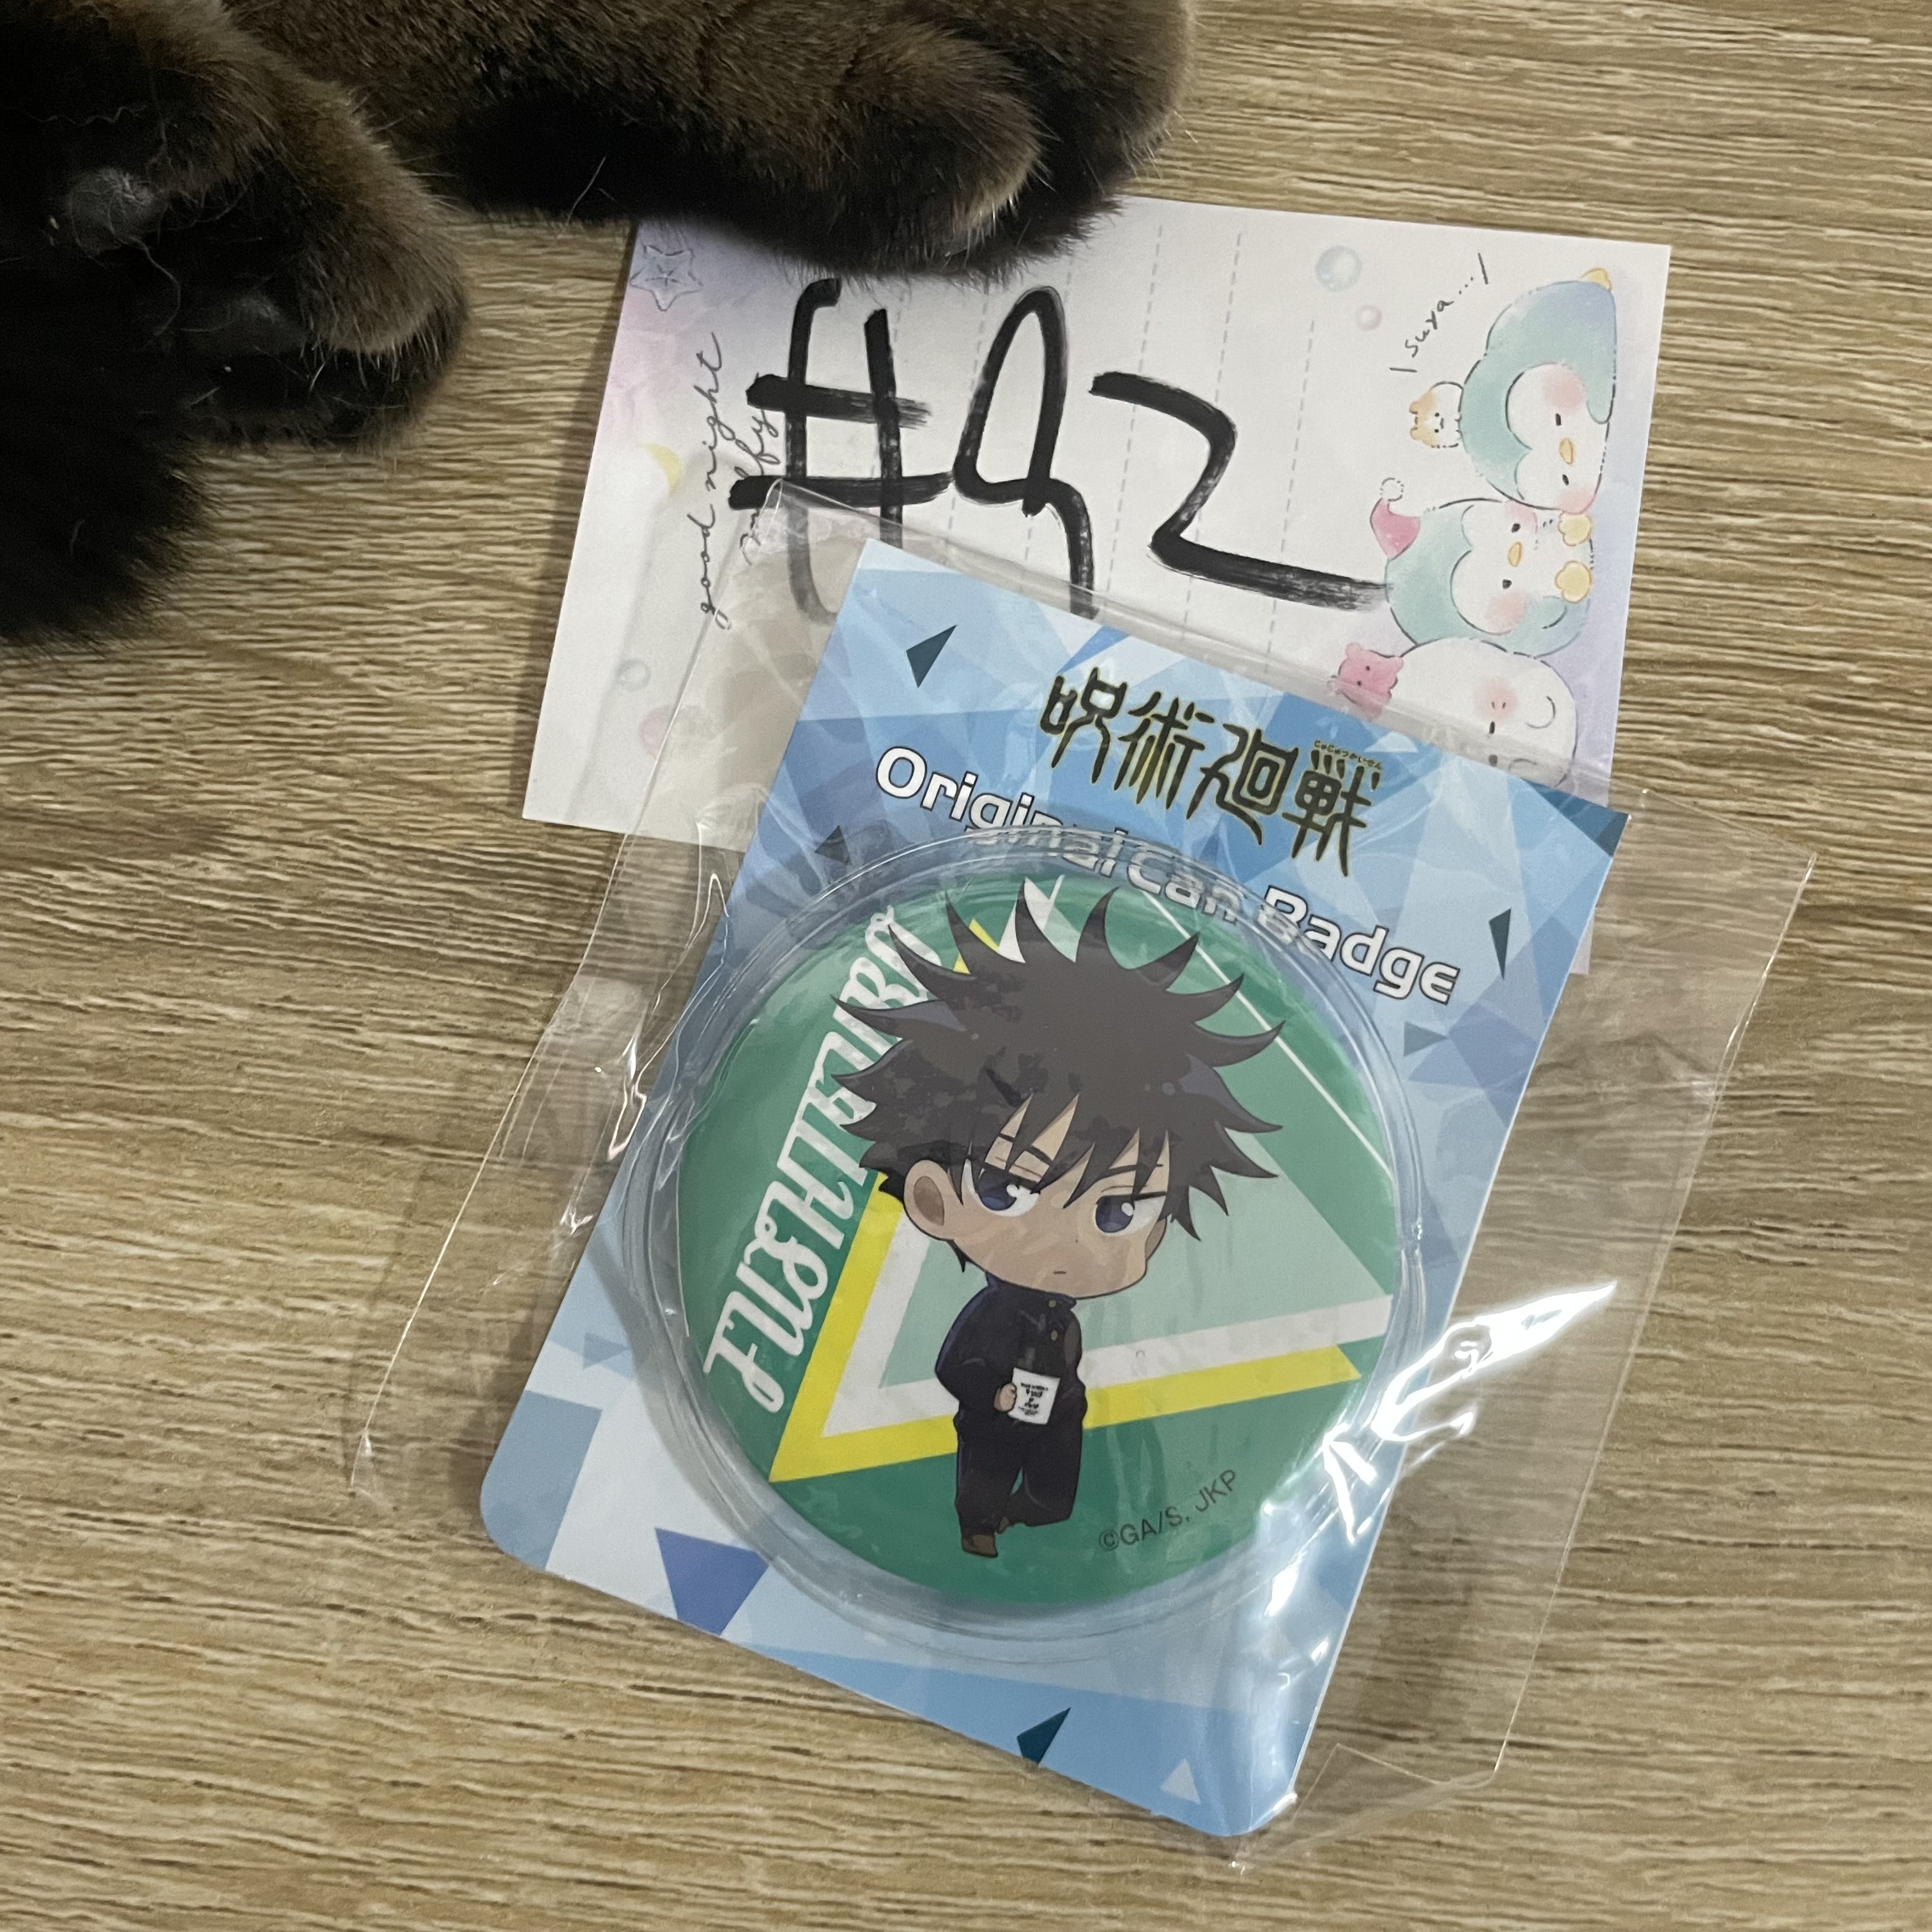 #92
\ suya…/
good night
呪術廻戦
じゅじゅつかいせん
Original Can Badge
FUSHIGURO
©GA/S, JKP